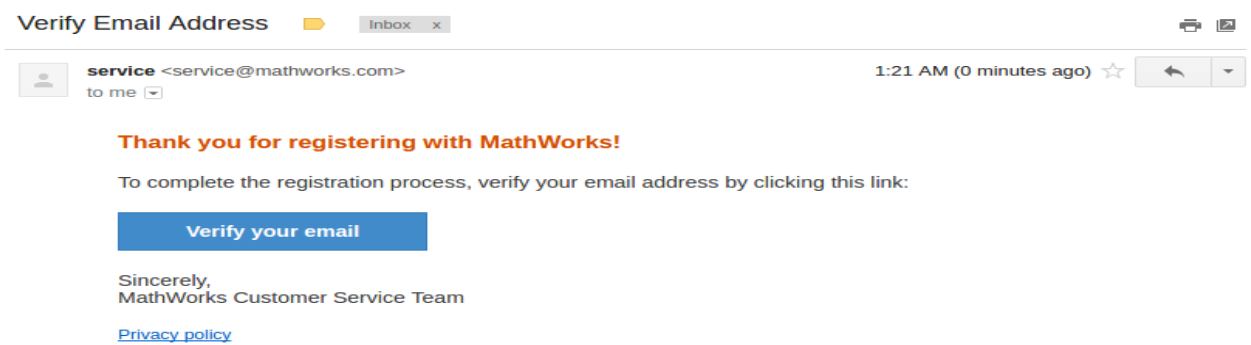 Verify Email Address
Inbox x
service <service@mathworks.com>
1:21 AM (0 minutes ago)
to me
Thank you for registering with MathWorks!
To complete the registration process, verify your email address by clicking this link:
Verify your email
Sincerely,
MathWorks Customer Service Team
Privacy policy